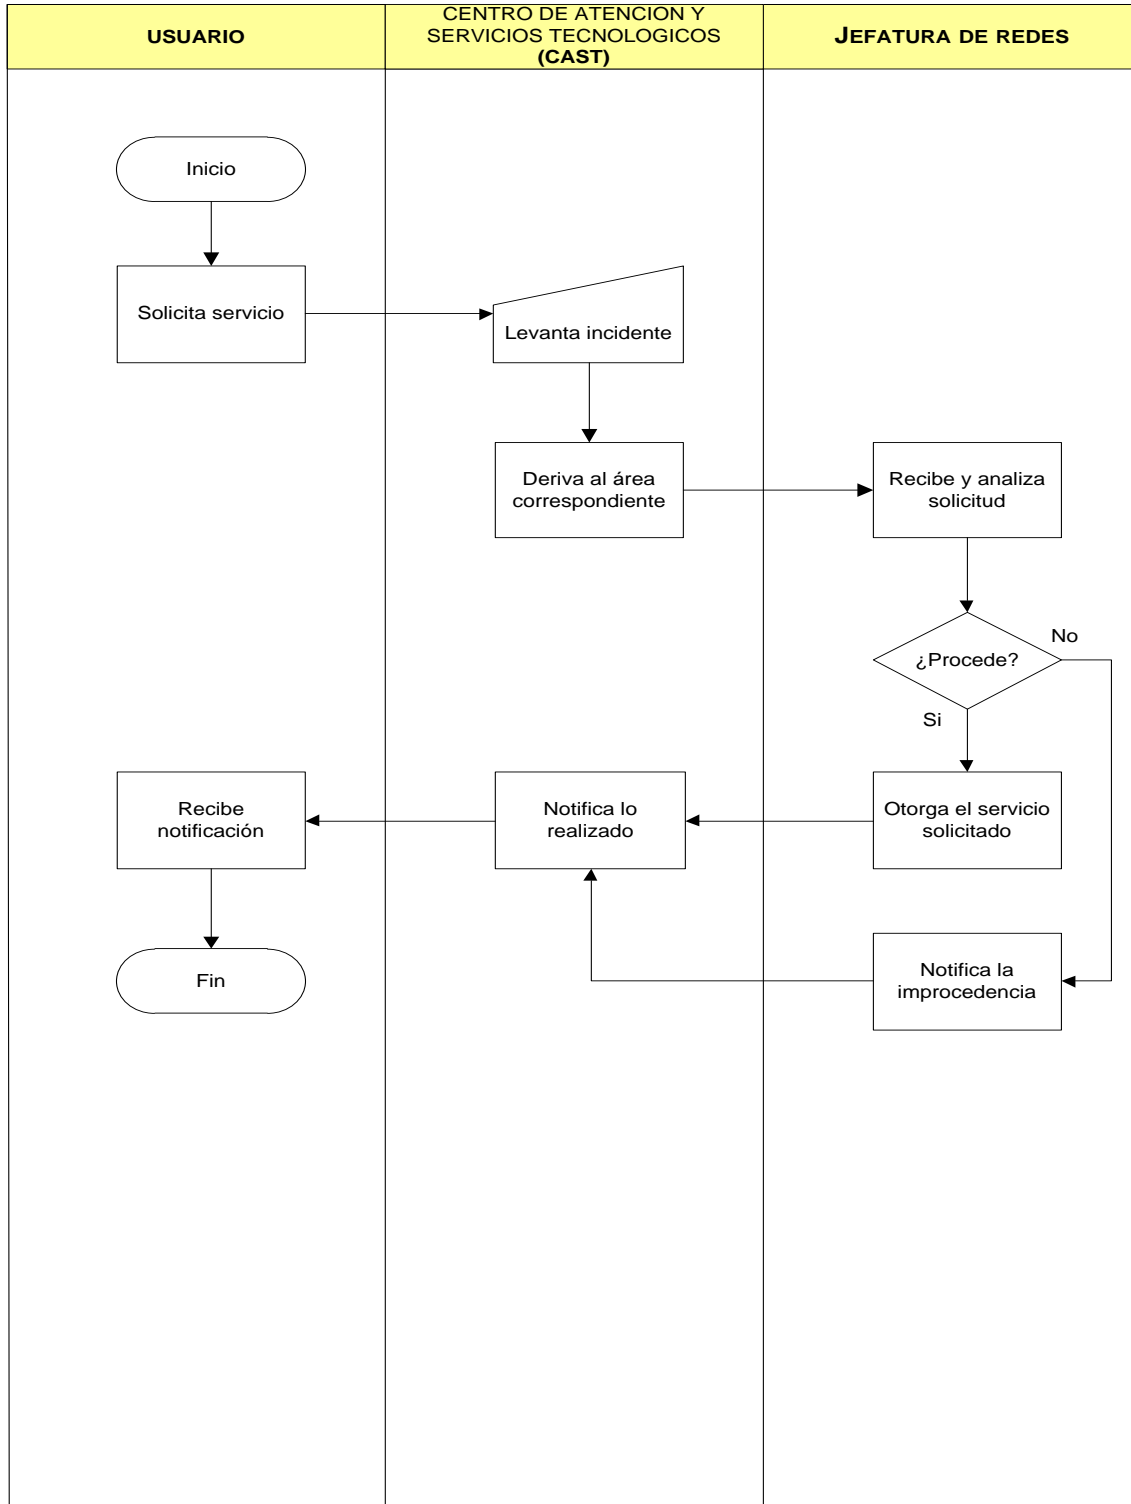 USUARIO
CENTRO DE ATENCION Y
SERVICIOS TECNOLOGICOS
(CAST)
JEFATURA DE REDES
Inicio
Solicita servicio
Levanta incidente
Deriva al área
correspondiente
Recibe y analiza
solicitud
¿Procede?
No
Si
Recibe
notificación
Notifica lo
realizado
Otorga el servicio
solicitado
Fin
Notifica la
improcedencia